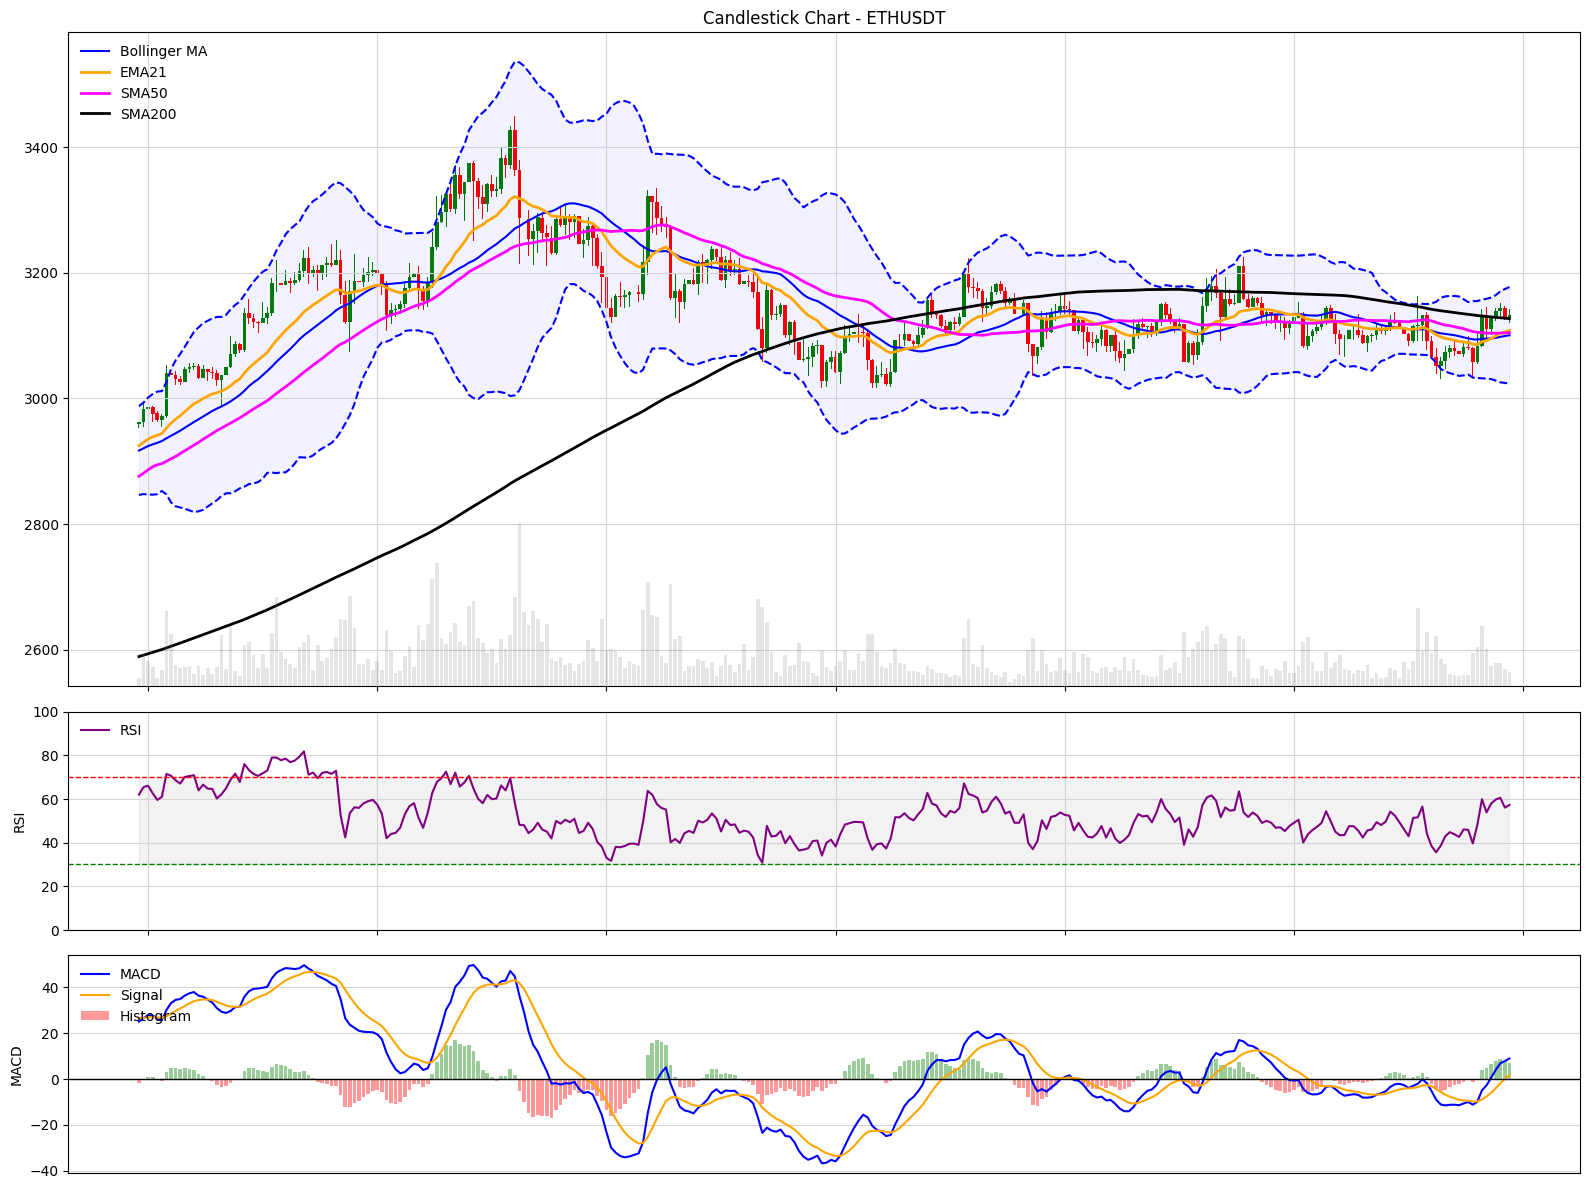 Candlestick Chart - ETHUSDT
Bollinger MA
EMA21
SMA50
SMA200
3400
3200
3000
2800
2600
100
80
60
40
20
0
RSI
RSI
40
20
0
−20
−40
MACD
MACD
Signal
Histogram